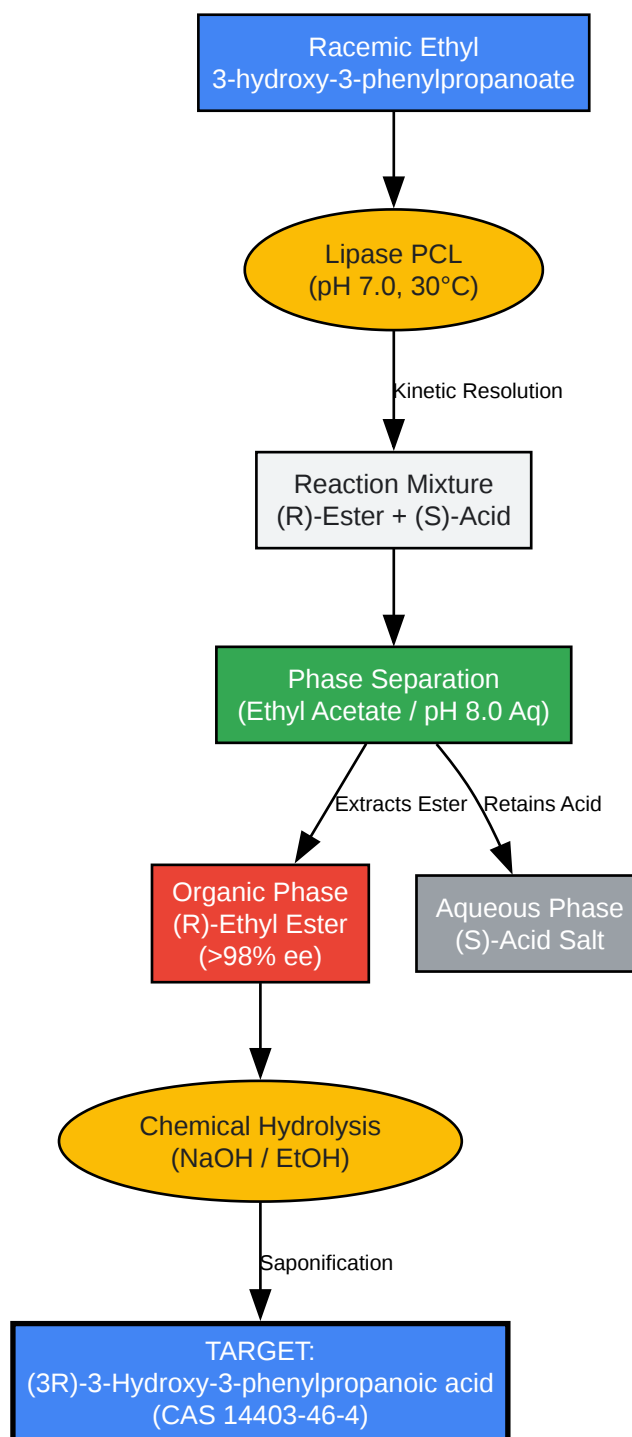 Racemic Ethyl
3-hydroxy-3-phenylpropanoate
Lipase PCL
(pH 7.0, 30°C)
Kinetic Resolution
Reaction Mixture
(R)-Ester + (S)-Acid
Phase Separation
(Ethyl Acetate / pH 8.0 Aq)
Extracts Ester
Retains Acid
Organic Phase
(R)-Ethyl Ester
(>98% ee)
Aqueous Phase
(S)-Acid Salt
Chemical Hydrolysis
(NaOH / EtOH)
Saponification
TARGET:
(3R)-3-Hydroxy-3-phenylpropanoic acid
(CAS 14403-46-4)